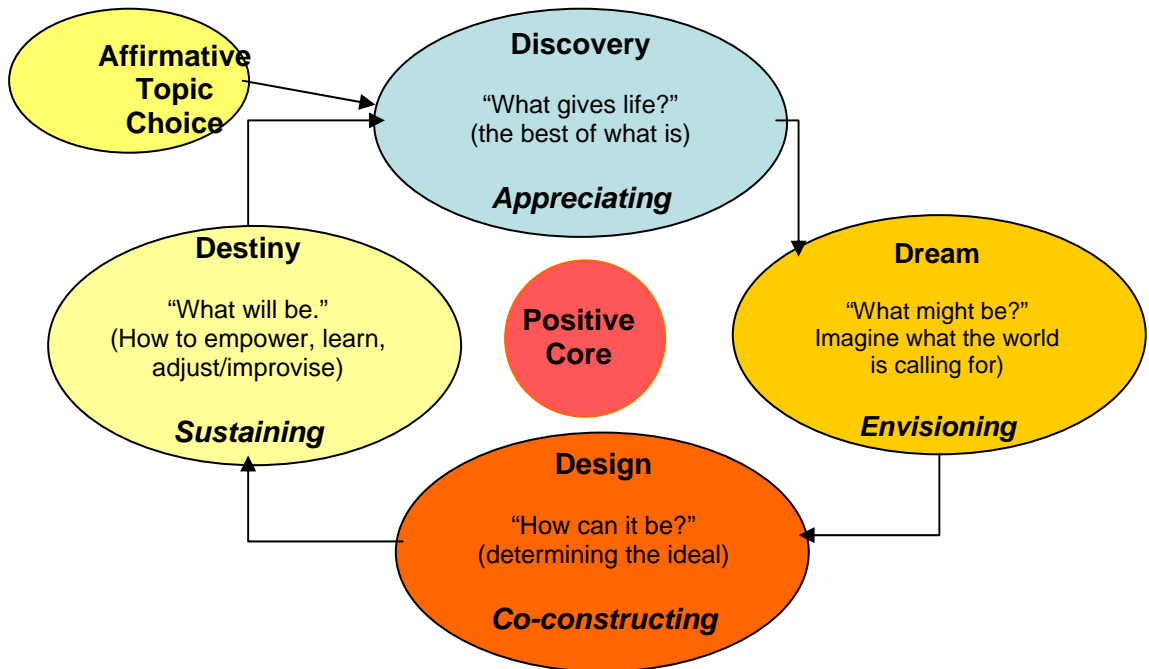 Affirmative
Topic
Choice
Discovery
“What gives life?”
(the best of what is)
Appreciating
Destiny
“What will be.”
(How to empower, learn,
adjust/improvise)
Sustaining
Positive
Core
Dream
“What might be?”
Imagine what the world
is calling for)
Envisioning
Design
“How can it be?”
(determining the ideal)
Co-constructing